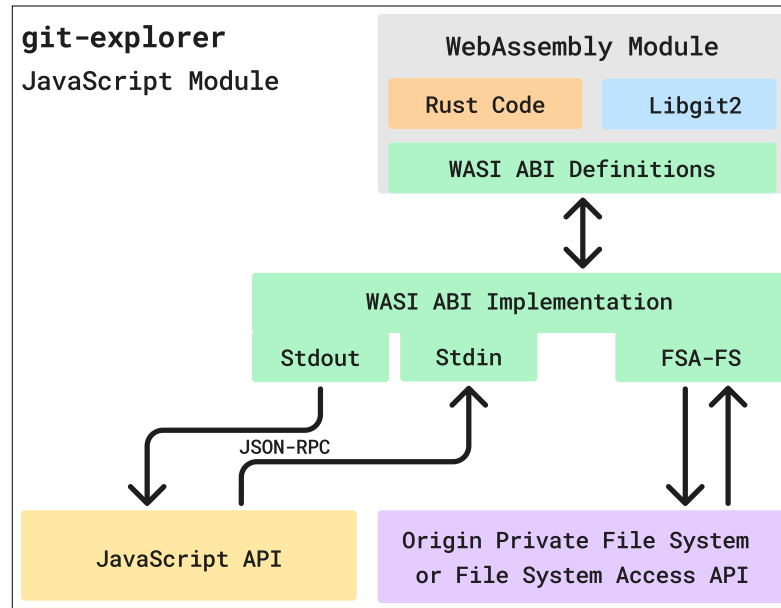 git-explorer
JavaScript Module
WebAssembly Module
Rust Code
Libgit2
WASI ABI Definitions
WASI ABI Implementation
Stdout
Stdin
FSA-FS
JSON-RPC
JavaScript API
Origin Private File System
or File System Access API